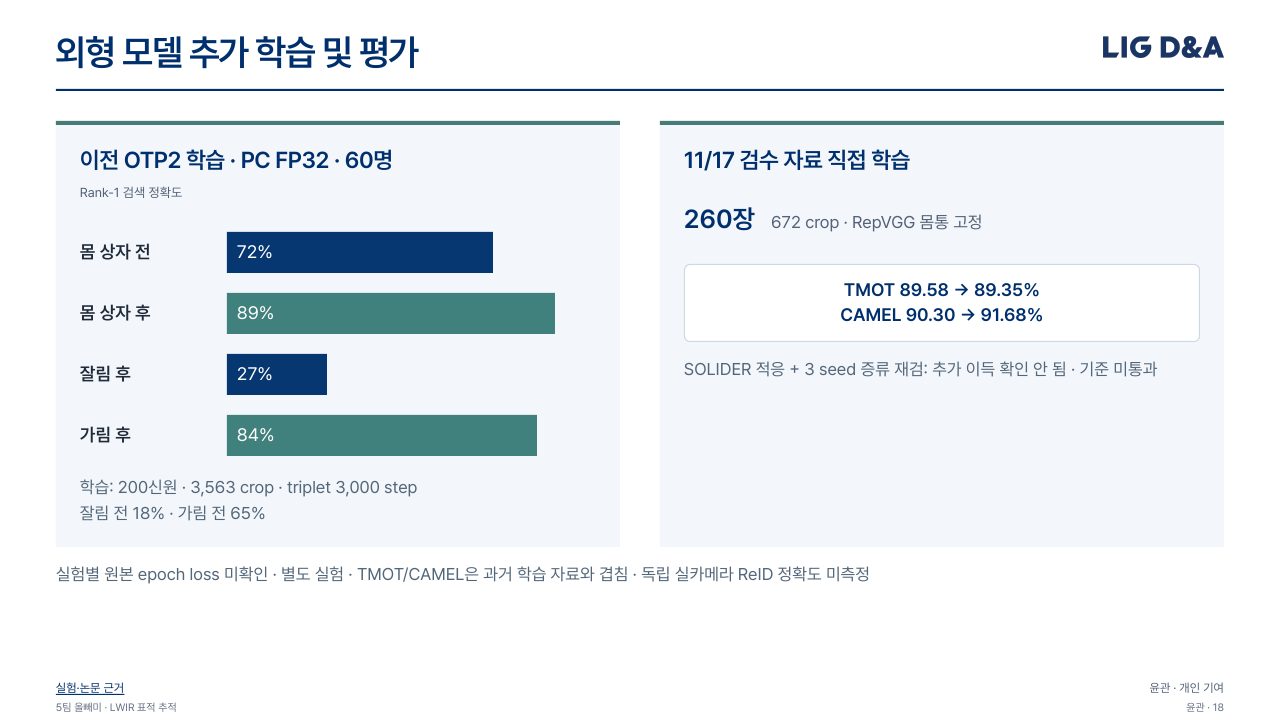 외형 모델 추가 학습 및 평가
LIG D&A
이전 OTP2 학습 · PC FP32 · 60명
Rank-1 검색 정확도
몸 상자 전
72%
몸 상자 후
89%
잘림 후
27%
가림 후
84%
학습: 200신원 · 3,563 crop · triplet 3,000 step
잘림 전 18% · 가림 전 65%
11/17 검수 자료 직접 학습
260장 672 crop · RepVGG 몸통 고정
TMOT 89.58 → 89.35%
CAMEL 90.30 → 91.68%
SOLIDER 적응 + 3 seed 증류 재검: 추가 이득 확인 안 됨 · 기준 미통과
실험별 원본 epoch loss 미확인 · 별도 실험 · TMOT/CAMEL은 과거 학습 자료와 겹침 · 독립 실카메라 ReID 정확도 미측정
실험·논문 근거
5팀 올빼미 · LWIR 표적 추적
윤관 · 개인 기여
윤관 · 18